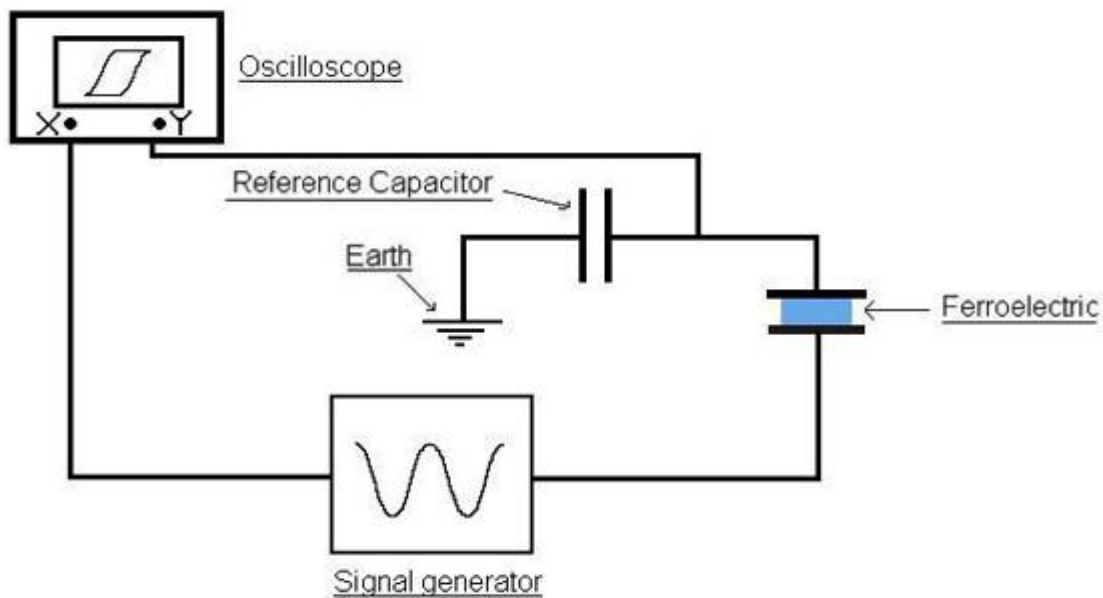 Oscilloscope
X Y
Reference Capacitor
Earth
Ferroelectric
Signal generator